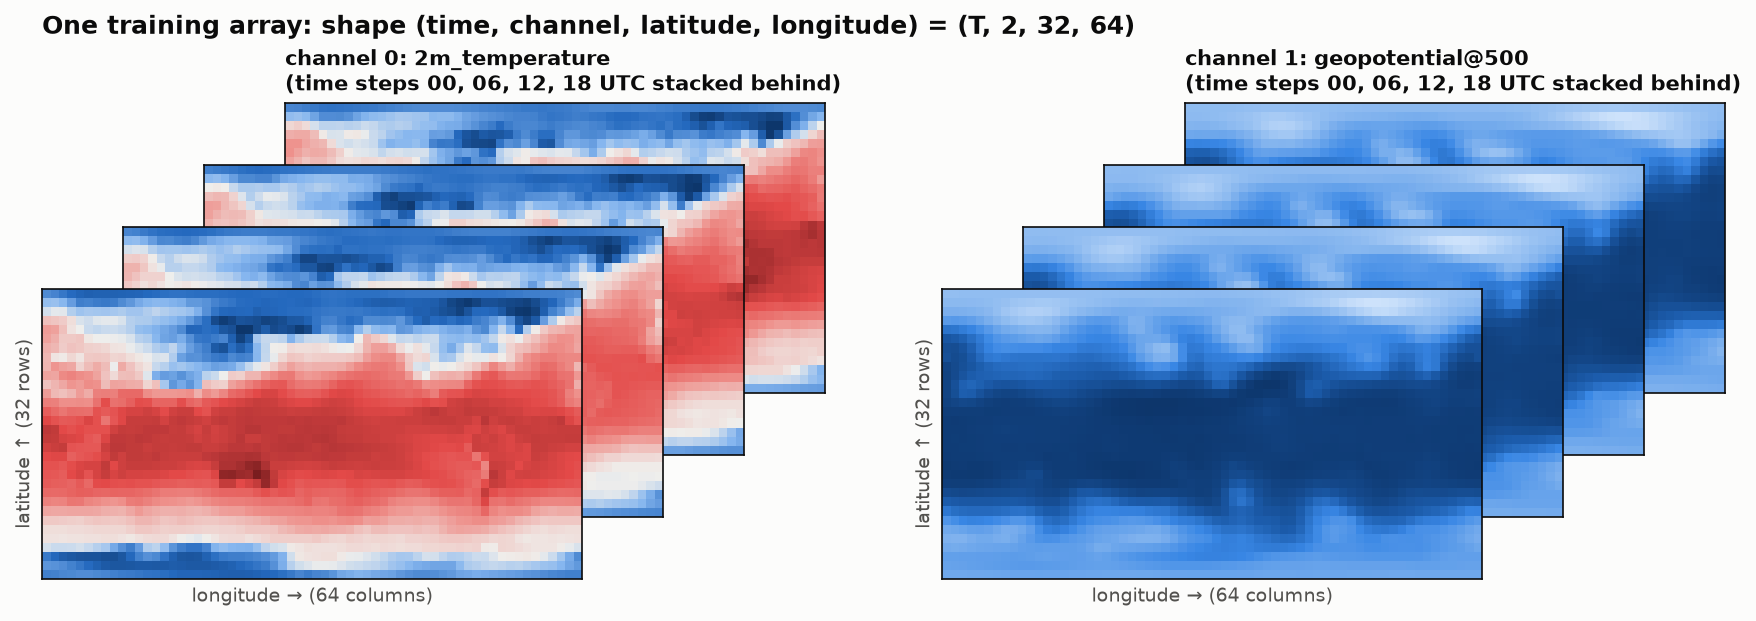 One training array: shape (time, channel, latitude, longitude) = (T, 2, 32, 64)
channel 0: 2m_temperature
(time steps 00, 06, 12, 18 UTC stacked behind)
channel 1: geopotential@500
(time steps 00, 06, 12, 18 UTC stacked behind)
latitude ↑ (32 rows)
longitude → (64 columns)
latitude ↑ (32 rows)
longitude → (64 columns)